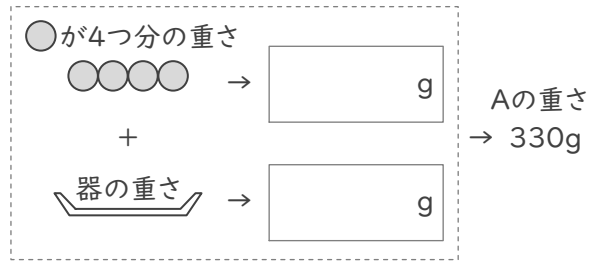 が4つ分の重さ
→ g
+
器の重さ → g
Aの重さ
→ 330g